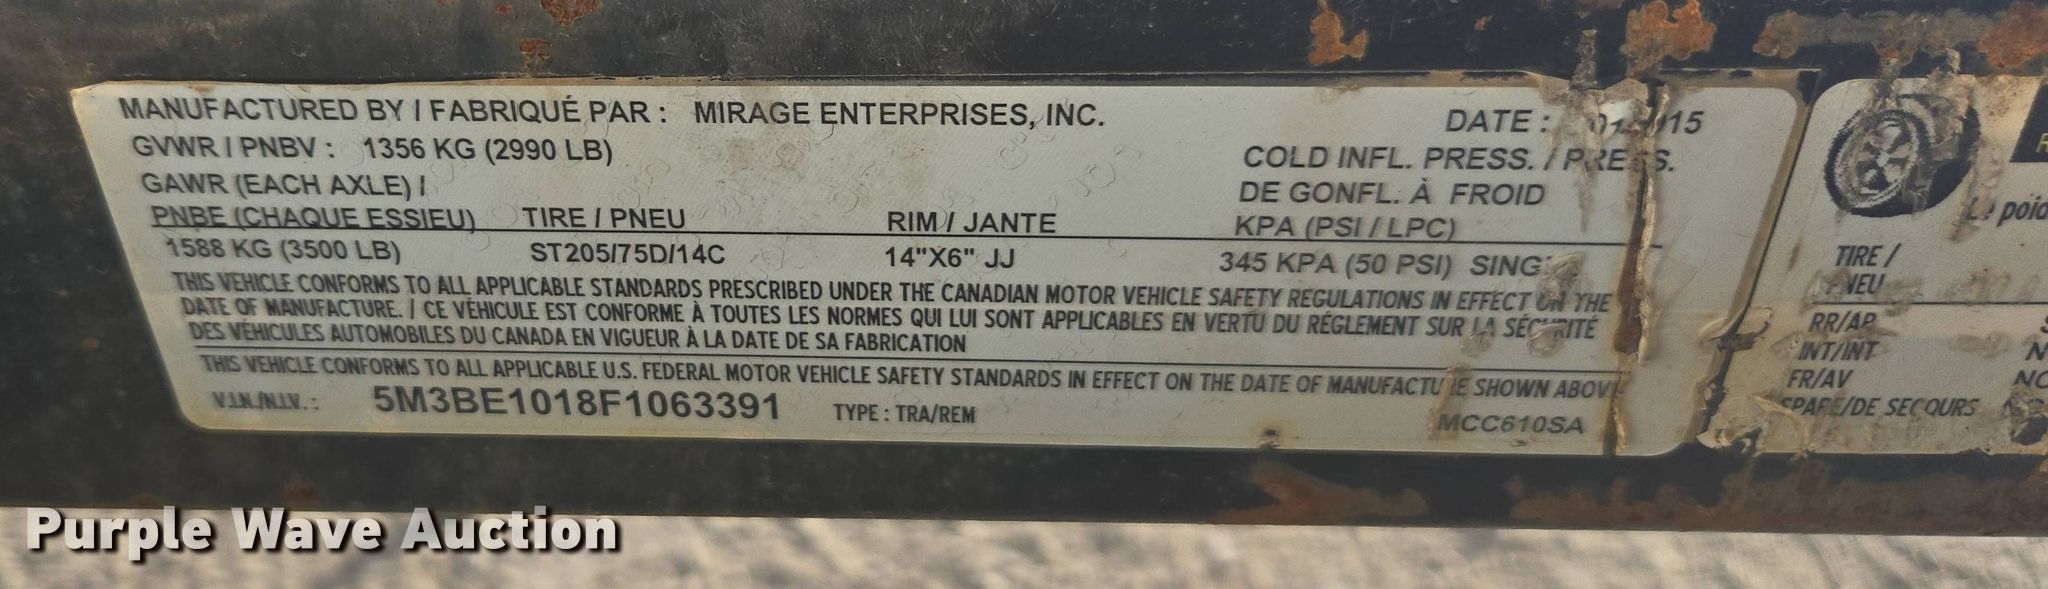 MANUFACTURED BY / FABRIQUÉ PAR : MIRAGE ENTERPRISES, INC.
DATE :
GVWR / PNBV : 1356 KG (2990 LB)
COLD INFL. PRESS. / PRESS.
GAWR (EACH AXLE) /
DE GONFL. À FROID
PNBE (CHAQUE ESSIEU) TIRE / PNEU RIM / JANTE KPA (PSI / LPC)
1588 KG (3500 LB) ST205/75D/14C 14"X6" JJ 345 KPA (50 PSI)
THIS VEHICLE CONFORMS TO ALL APPLICABLE STANDARDS PRESCRIBED UNDER THE CANADIAN MOTOR VEHICLE SAFETY REGULATIONS IN EFFECT ON THE
DATE OF MANUFACTURE. / CE VÉHICULE EST CONFORME À TOUTES LES NORMES QUI LUI SONT APPLICABLES EN VERTU DU RÉGLEMENT SUR LA SÉCURITÉ
DES VÉHICULES AUTOMOBILES DU CANADA EN VIGUEUR À LA DATE DE SA FABRICATION
THIS VEHICLE CONFORMS TO ALL APPLICABLE U.S. FEDERAL MOTOR VEHICLE SAFETY STANDARDS IN EFFECT ON THE DATE OF MANUFACTURE SHOWN ABOVE
V.I.N./N.I.V. : 5M3BE1018F1063391 TYPE : TRA/REM MCC610SA
TIRE /
RR/AR
INT/INT
FR/AV
SPARE/DE SECOURS
Purple Wave Auction